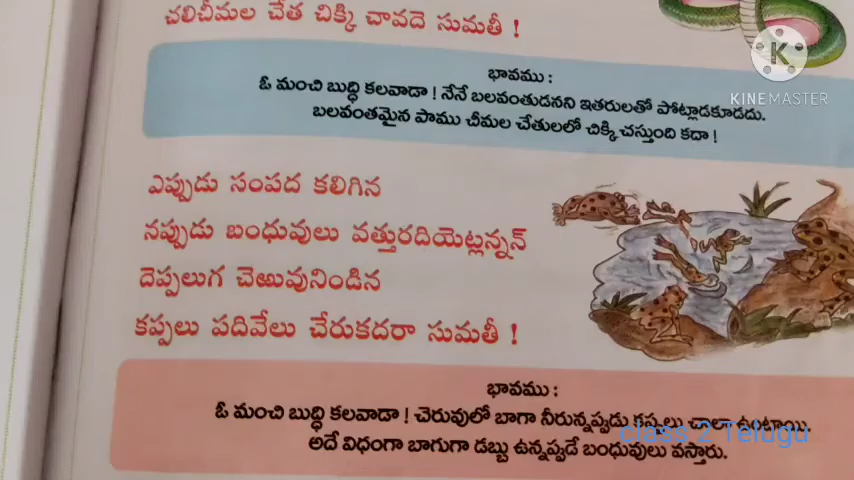 చలిచీమల చేత చిక్కి చావదె సుమతీ !
భావము :
ఓ మంచి బుద్ధి కలవాడా ! నేనే బలవంతుడనని ఇతరులతో పోట్లాడకూడదు.
బలవంతమైన పాము చీమల చేతులలో చిక్కి చస్తుంది కదా !
KINEMASTER
ఎప్పుడు సంపద కలిగిన
నప్పుడు బంధువులు వత్తురదియెట్లన్నన్
దెప్పలుగ చెఱువునిండిన
కప్పలు పదివేలు చేరుకదరా సుమతీ !
భావము :
ఓ మంచి బుద్ధి కలవాడా ! చెరువులో బాగా నీరున్నప్పడు కప్పలు చాలా ఉంటాయి.
class 2 Telugu
అదే విధంగా బాగుగా డబ్బు ఉన్నప్పడే బంధువులు వస్తారు.